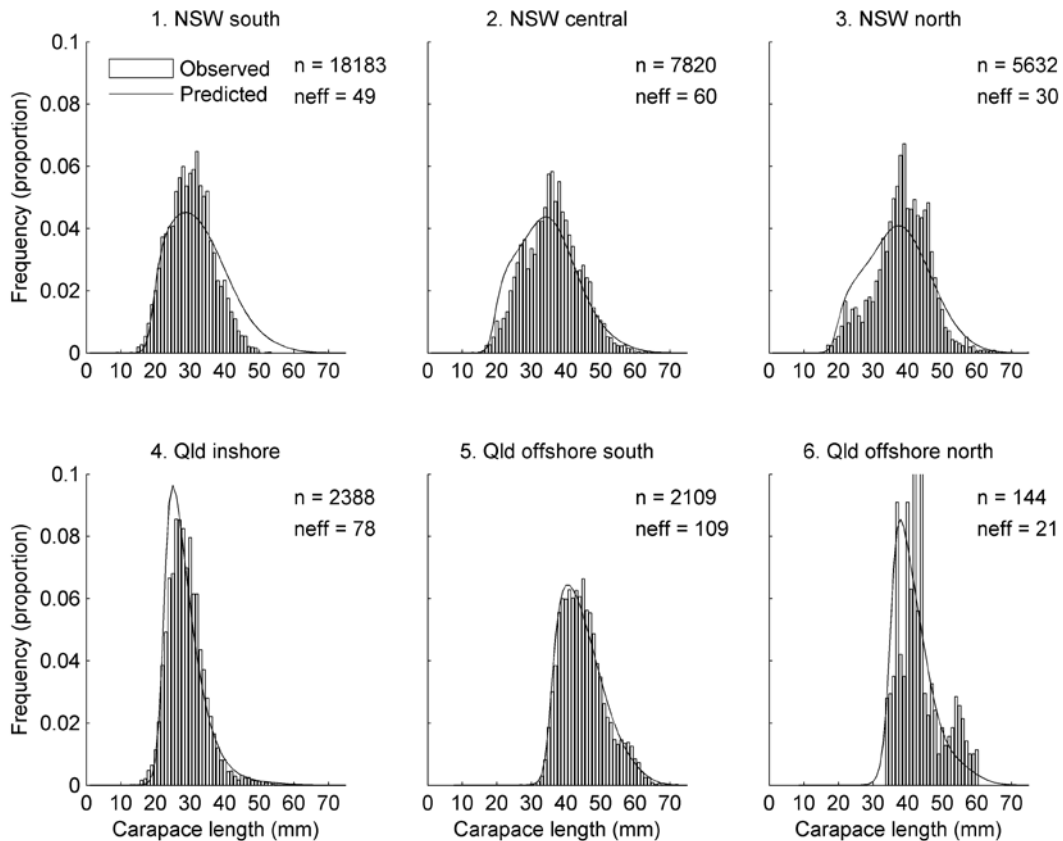 1. NSW south
2. NSW central
3. NSW north
0.1
0.08
0.06
0.04
0.02
0
Frequency (proportion)
Observed
Predicted
n = 18183
neff = 49
n = 7820
neff = 60
n = 5632
neff = 30
0 10 20 30 40 50 60 70
0 10 20 30 40 50 60 70
0 10 20 30 40 50 60 70
4. Qld inshore
5. Qld offshore south
6. Qld offshore north
0.1
0.08
0.06
0.04
0.02
0
Frequency (proportion)
n = 2388
neff = 78
n = 2109
neff = 109
n = 144
neff = 21
0 10 20 30 40 50 60 70
0 10 20 30 40 50 60 70
0 10 20 30 40 50 60 70
Carapace length (mm)
Carapace length (mm)
Carapace length (mm)